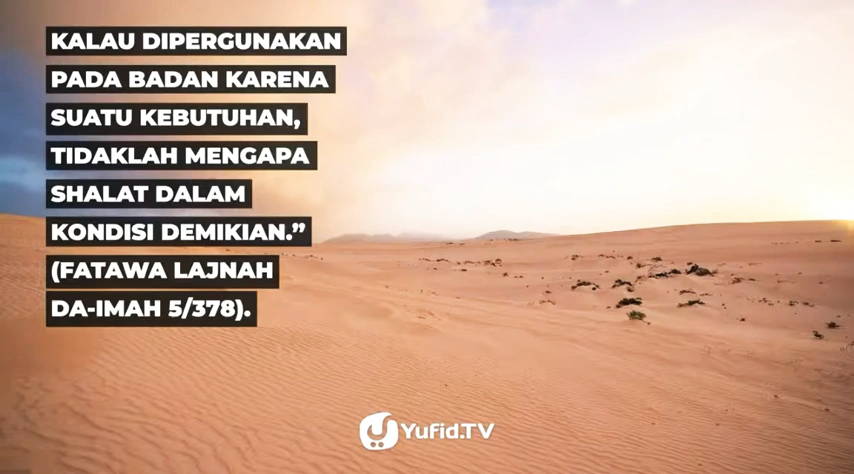 KALAU DIPERGUNAKAN
PADA BADAN KARENA
SUATU KEBUTUHAN,
TIDAKLAH MENGAPA
SHALAT DALAM
KONDISI DEMIKIAN.”
(FATAWA LAJNAH
DA-IMAH 5/378).
Yufid.TV